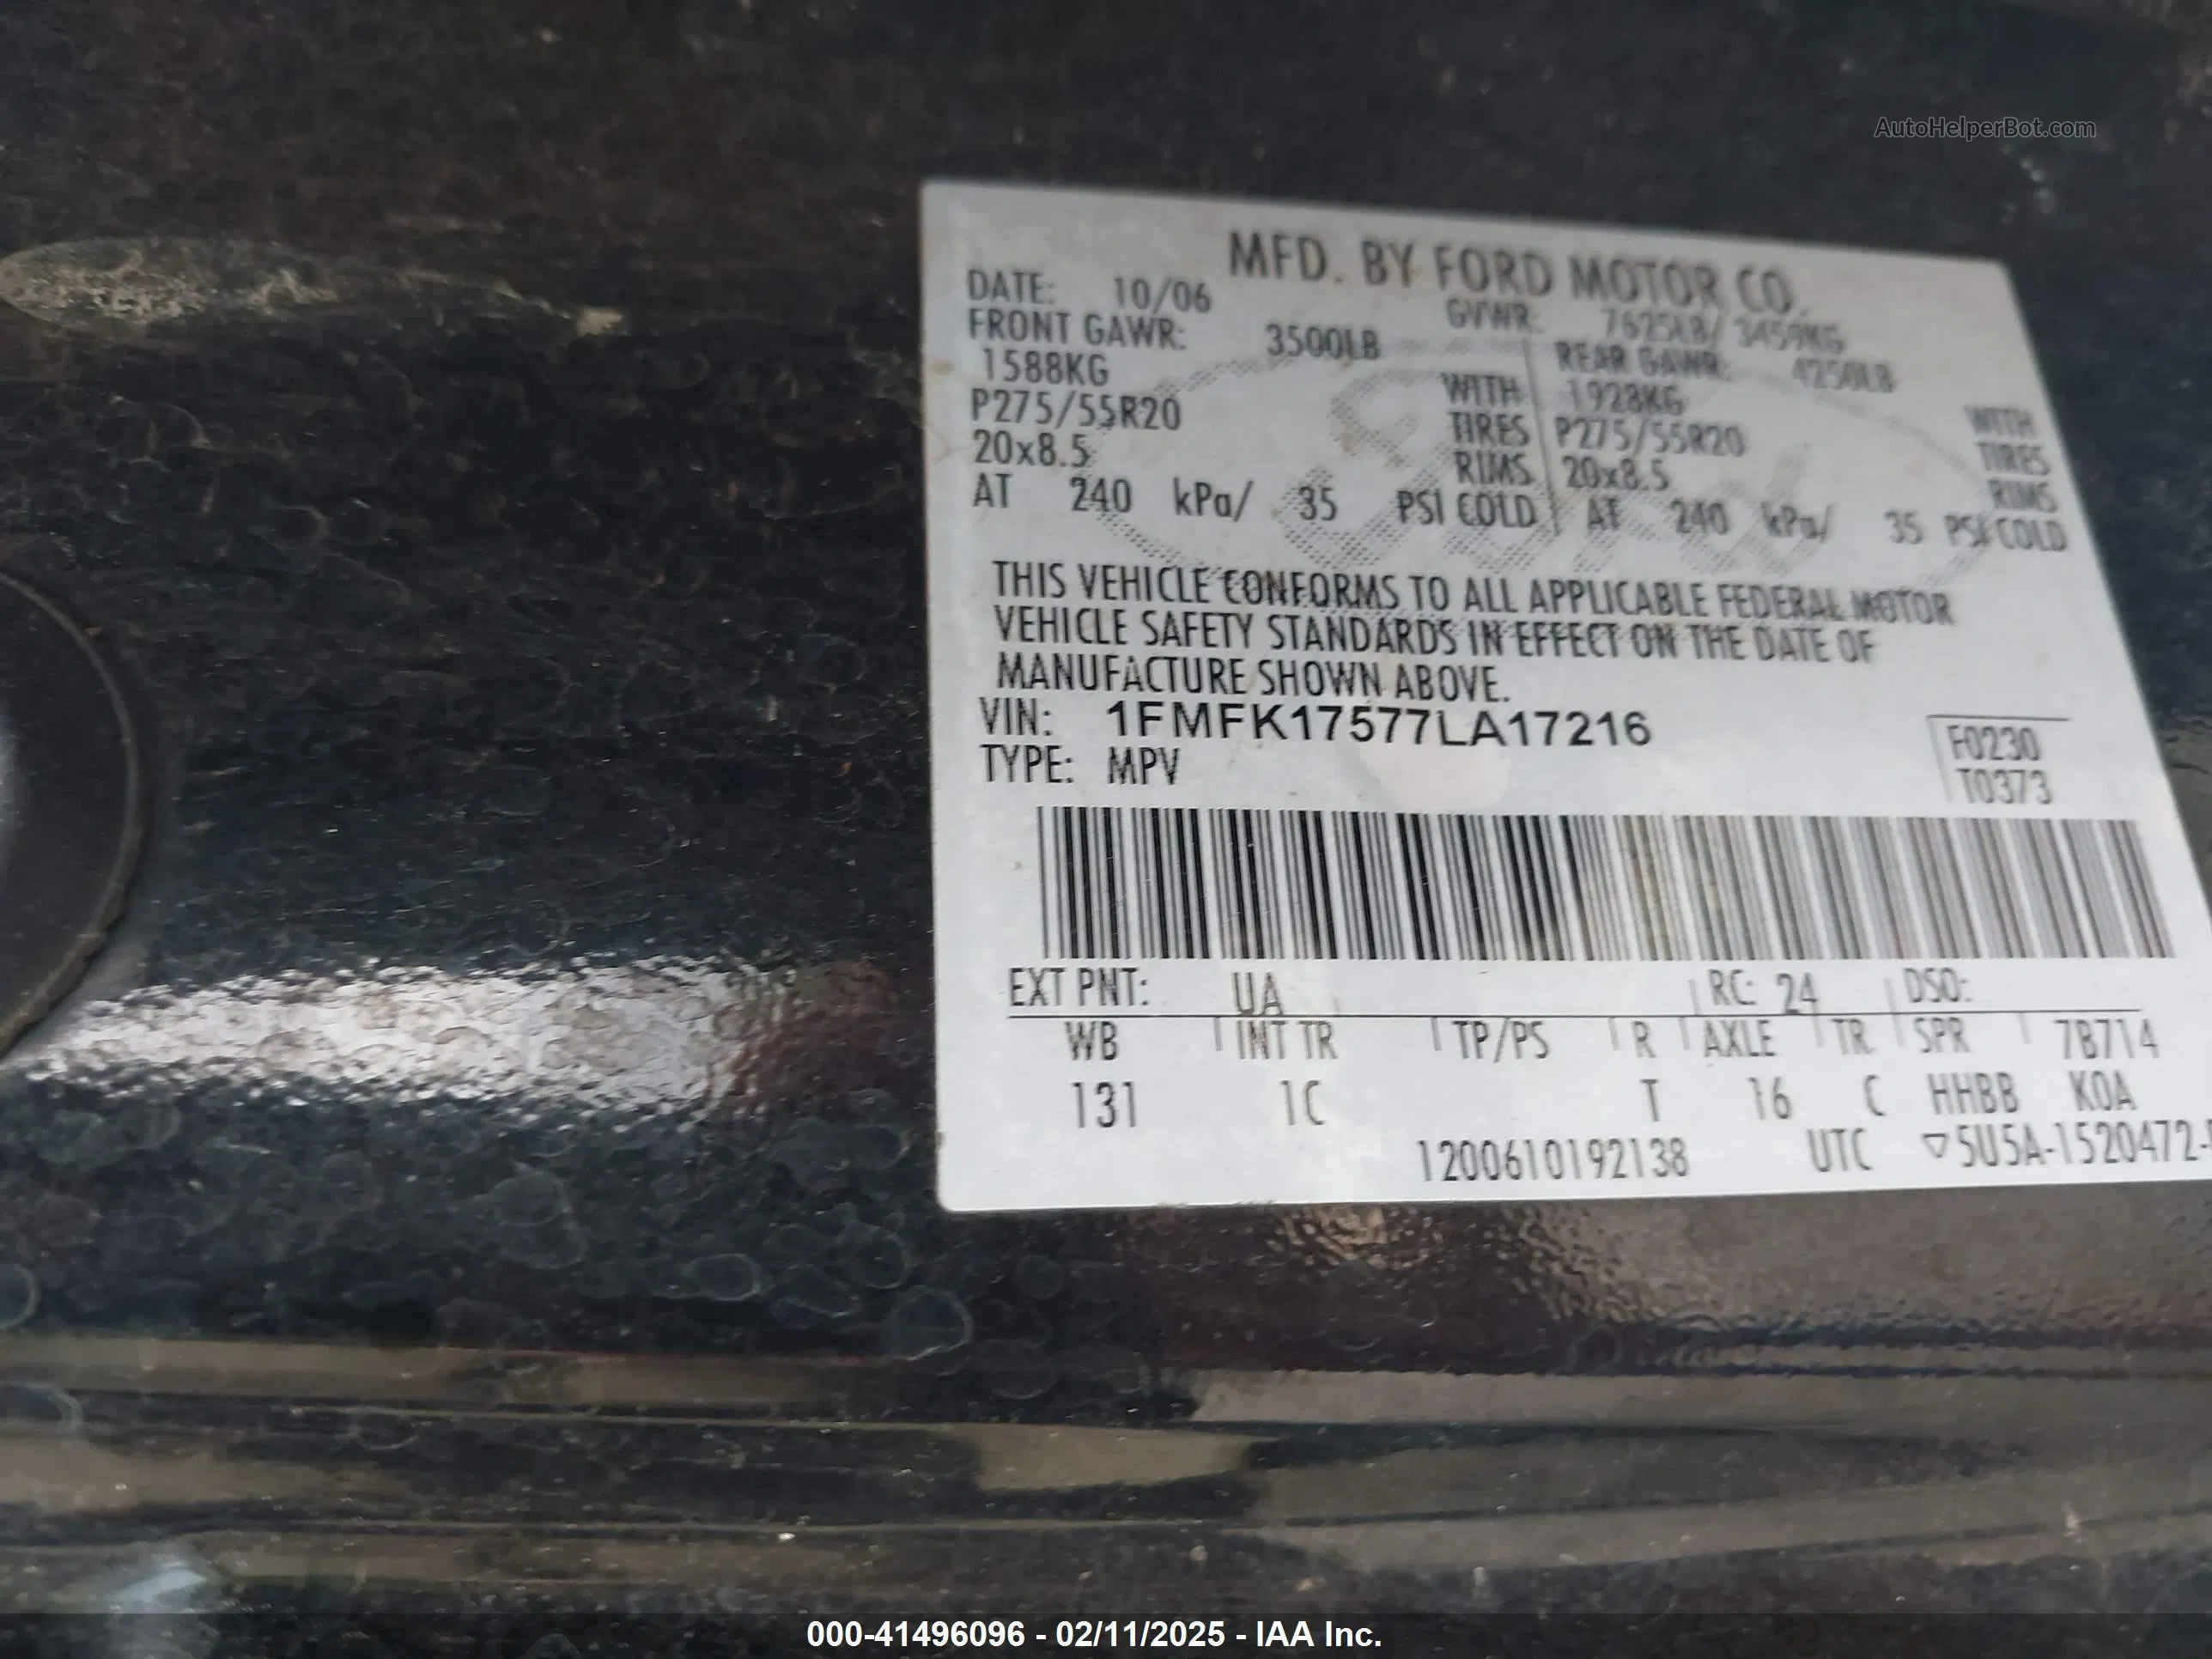 AutoHelperBot.com
MFD. BY FORD MOTOR CO.
DATE: 10/06 GVWR: 7625LB/ 3459KG
FRONT GAWR: 3500LB REAR GAWR: 4250LB
1588KG WITH 1928KG WITH
P275/55R20 TIRES P275/55R20 TIRES
20x8.5 RIMS 20x8.5 RIMS
AT 240 kPa/ 35 PSI COLD AT 240 kPa/ 35 PSI COLD
THIS VEHICLE CONFORMS TO ALL APPLICABLE FEDERAL MOTOR
VEHICLE SAFETY STANDARDS IN EFFECT ON THE DATE OF
MANUFACTURE SHOWN ABOVE.
VIN: 1FMFK17577LA17216
TYPE: MPV
F0230
T0373
EXT PNT: UA RC: 24 DSO:
WB INT TR TP/PS R AXLE TR SPR 7B714
131 1C T 16 C HHBB KOA
1200610192138 UTC ▽5U5A-1520472-
000-41496096 - 02/11/2025 - IAA Inc.